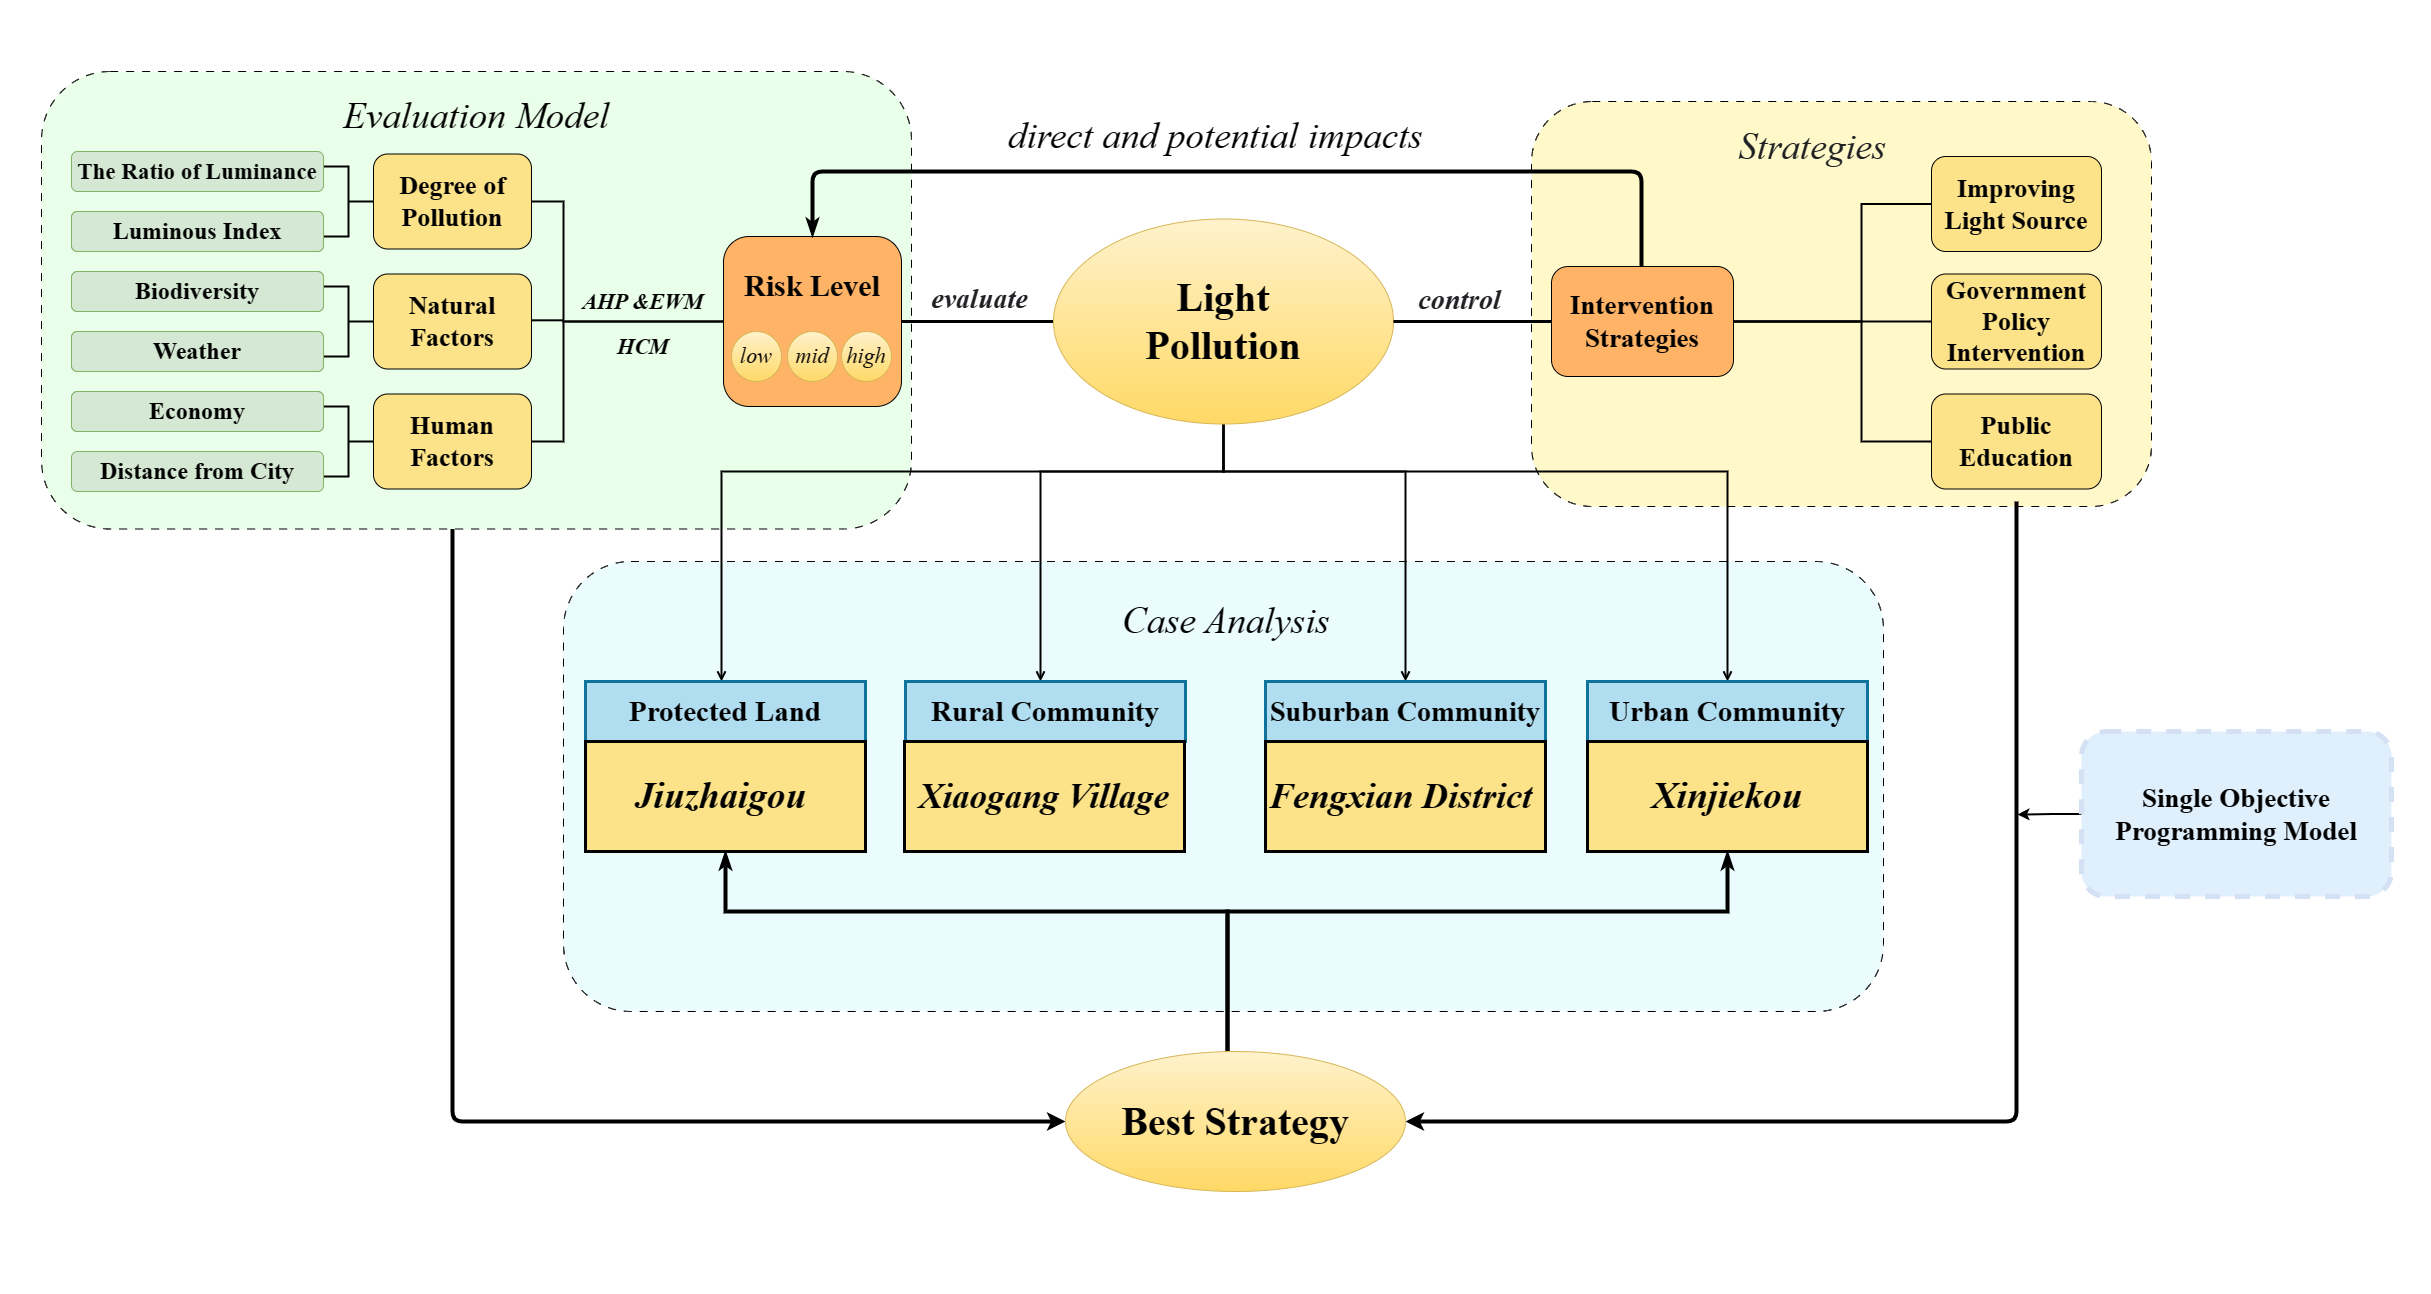 Evaluation Model
The Ratio of Luminance
Luminous Index
Biodiversity
Weather
Economy
Distance from City
Degree of
Pollution
Natural
Factors
Human
Factors
AHP &EWM
HCM
Risk Level
low mid high
direct and potential impacts
evaluate
Light
Pollution
control
Strategies
Intervention
Strategies
Improving
Light Source
Government
Policy
Intervention
Public
Education
Case Analysis
Protected Land
Jiuzhaigou
Rural Community
Xiaogang Village
Suburban Community
Fengxian District
Urban Community
Xinjiekou
Single Objective
Programming Model
Best Strategy